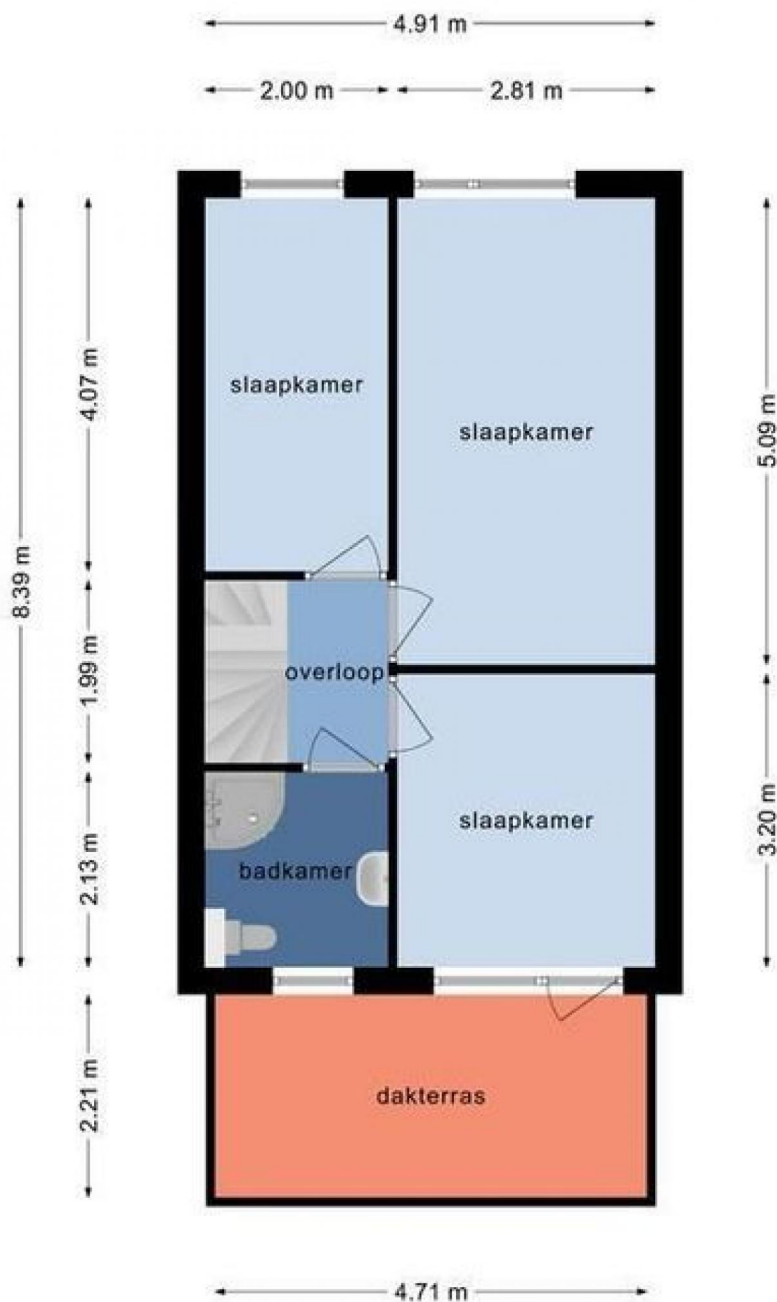 4.91 m
2.00 m
2.81 m
slaapkamer
slaapkamer
4.07 m
5.09 m
8.39 m
1.99 m
overloop
slaapkamer
3.20 m
badkamer
2.13 m
dakterras
2.21 m
4.71 m